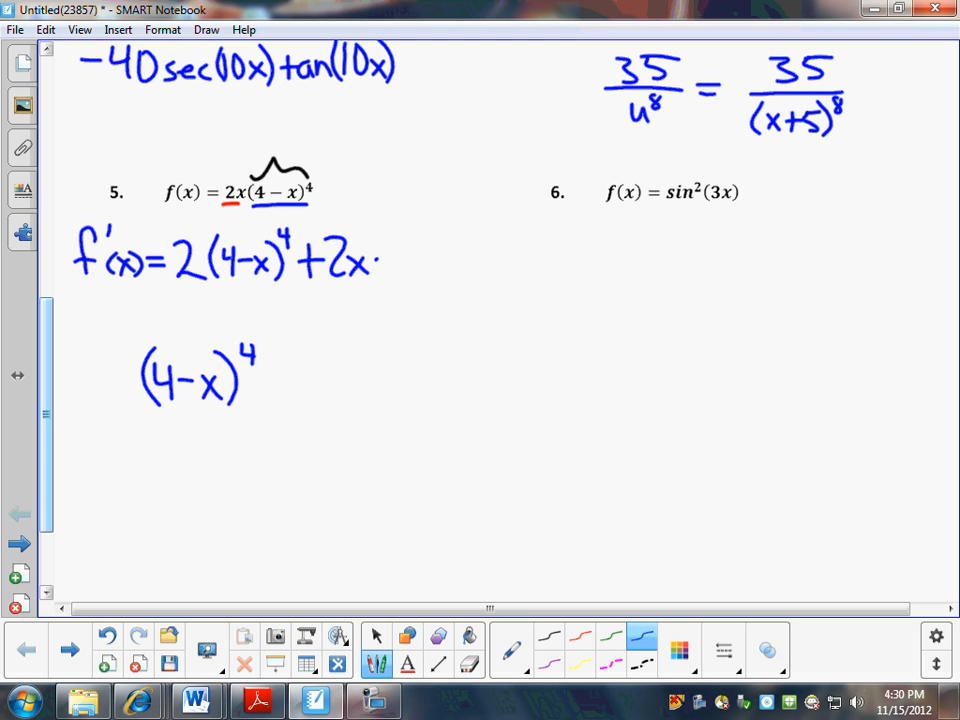 Untitled(23857) * - SMART Notebook
File Edit View Insert Format Draw Help
-40sec(10x)tan(10x)
35/u⁸ = 35/(x+5)⁸
5. f(x) = 2x(4 − x)⁴
6. f(x) = sin²(3x)
f'(x)=2(4-x)⁴+2x·
(4-x)⁴
4:30 PM
11/15/2012